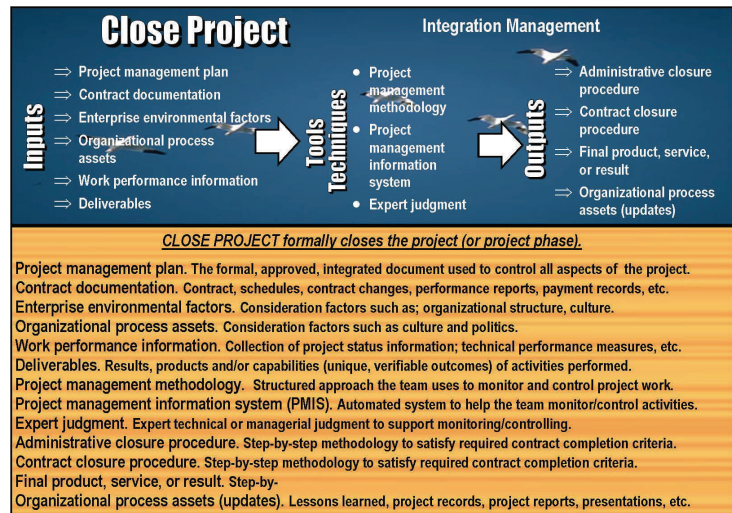 Close Project
Integration Management
Inputs
⇒ Project management plan
⇒ Contract documentation
⇒ Enterprise environmental factors
⇒ Organizational process
assets
⇒ Work performance information
⇒ Deliverables
Tools
Techniques
• Project
management
methodology
• Project
management
information
system
• Expert judgment
Outputs
⇒ Administrative closure
procedure
⇒ Contract closure
procedure
⇒ Final product, service,
or result
⇒ Organizational process
assets (updates)
CLOSE PROJECT formally closes the project (or project phase).
Project management plan. The formal, approved, integrated document used to control all aspects of the project.
Contract documentation. Contract, schedules, contract changes, performance reports, payment records, etc.
Enterprise environmental factors. Consideration factors such as; organizational structure, culture.
Organizational process assets. Consideration factors such as culture and politics.
Work performance information. Collection of project status information; technical performance measures, etc.
Deliverables. Results, products and/or capabilities (unique, verifiable outcomes) of activities performed.
Project management methodology. Structured approach the team uses to monitor and control project work.
Project management information system (PMIS). Automated system to help the team monitor/control activities.
Expert judgment. Expert technical or managerial judgment to support monitoring/controlling.
Administrative closure procedure. Step-by-step methodology to satisfy required contract completion criteria.
Contract closure procedure. Step-by-step methodology to satisfy required contract completion criteria.
Final product, service, or result. Step-by-
Organizational process assets (updates). Lessons learned, project records, project reports, presentations, etc.